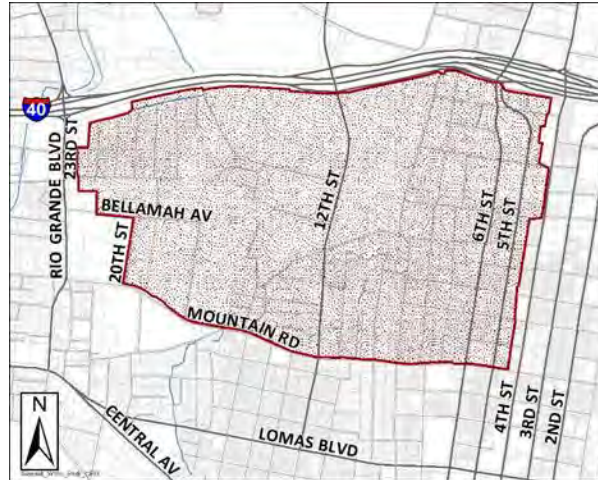 40
RIO GRANDE BLVD
23RD ST
BELLAMAH AV
20TH ST
12TH ST
6TH ST
5TH ST
MOUNTAIN RD
4TH ST
3RD ST
2ND ST
N
CENTRAL AV
LOMAS BLVD